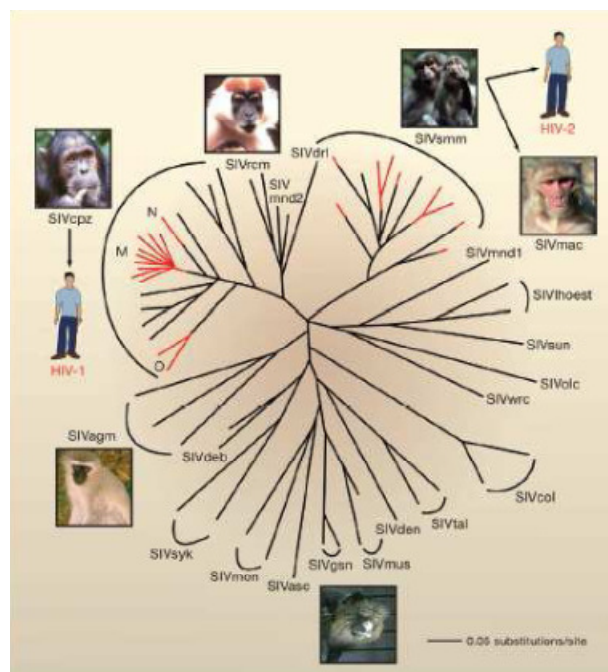 HIV-2
SIVsmm
SIVrcm
SIVdrl
SIV
mnd2
SIVcpz
N
M
SIVmac
SIVmnd1
SIVlhoest
HIV-1
O
SIVsun
SIVolc
SIVwrc
SIVagm
SIVdeb
SIVcol
SIVtal
SIVden
SIVsyk
SIVmon
SIVasc
SIVgsn
SIVmus
0.05 substitutions/site